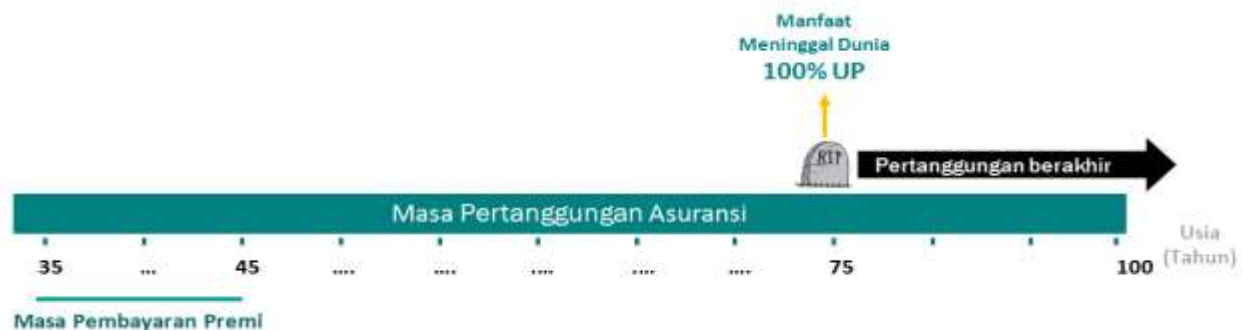 Manfaat
Meninggal Dunia
100% UP
RIP
Pertanggungan berakhir
Masa Pertanggungan Asuransi
35 ... 45 .... .... .... .... .... 75 100
Usia
(Tahun)
Masa Pembayaran Premi